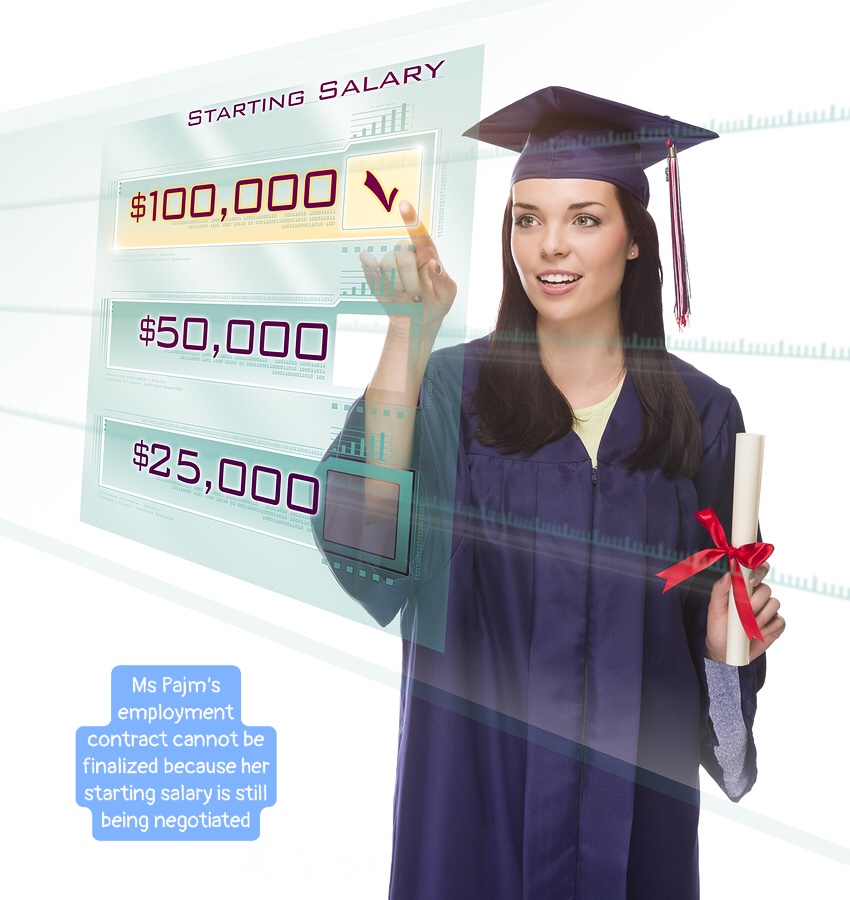 Starting Salary
$100,000
$50,000
$25,000
Ms Pajm's
employment
contract cannot be
finalized because her
starting salary is still
being negotiated